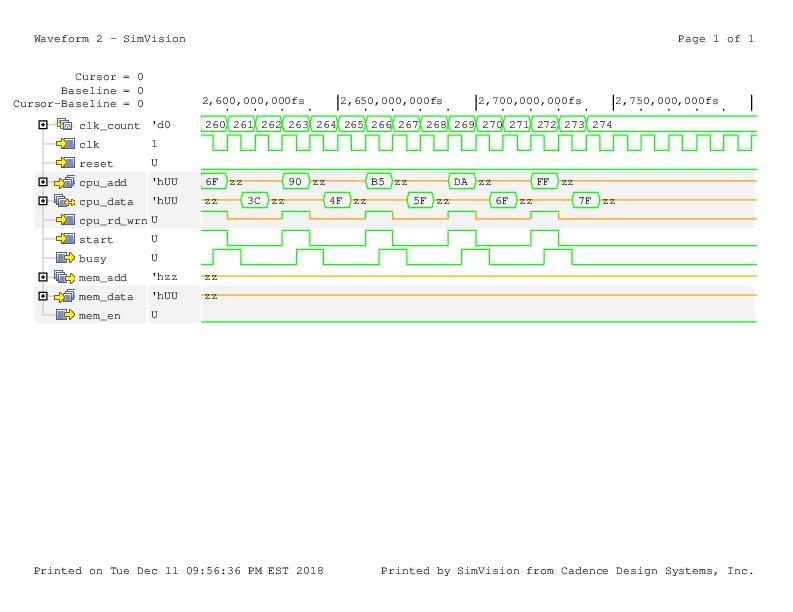 Waveform 2 - SimVision Page 1 of 1
Cursor = 0
Baseline = 0
Cursor-Baseline = 0
2,600,000,000fs 2,650,000,000fs 2,700,000,000fs 2,750,000,000fs
clk_count 'd0 260 261 262 263 264 265 266 267 268 269 270 271 272 273 274
clk 1
reset U
cpu_add 'hUU 6F zz 90 zz B5 zz DA zz FF zz
cpu_data 'hUU zz 3C zz 4F zz 5F zz 6F zz 7F zz
cpu_rd_wrn U
start U
busy U
mem_add 'hzz zz
mem_data 'hUU zz
mem_en U
Printed on Tue Dec 11 09:56:36 PM EST 2018 Printed by SimVision from Cadence Design Systems, Inc.